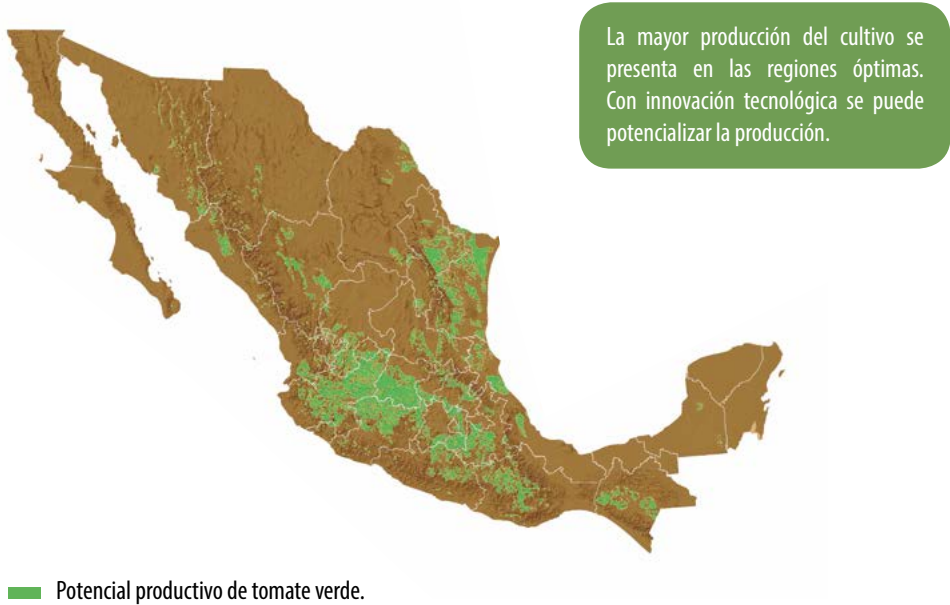 La mayor producción del cultivo se
presenta en las regiones óptimas.
Con innovación tecnológica se puede
potencializar la producción.
Potencial productivo de tomate verde.